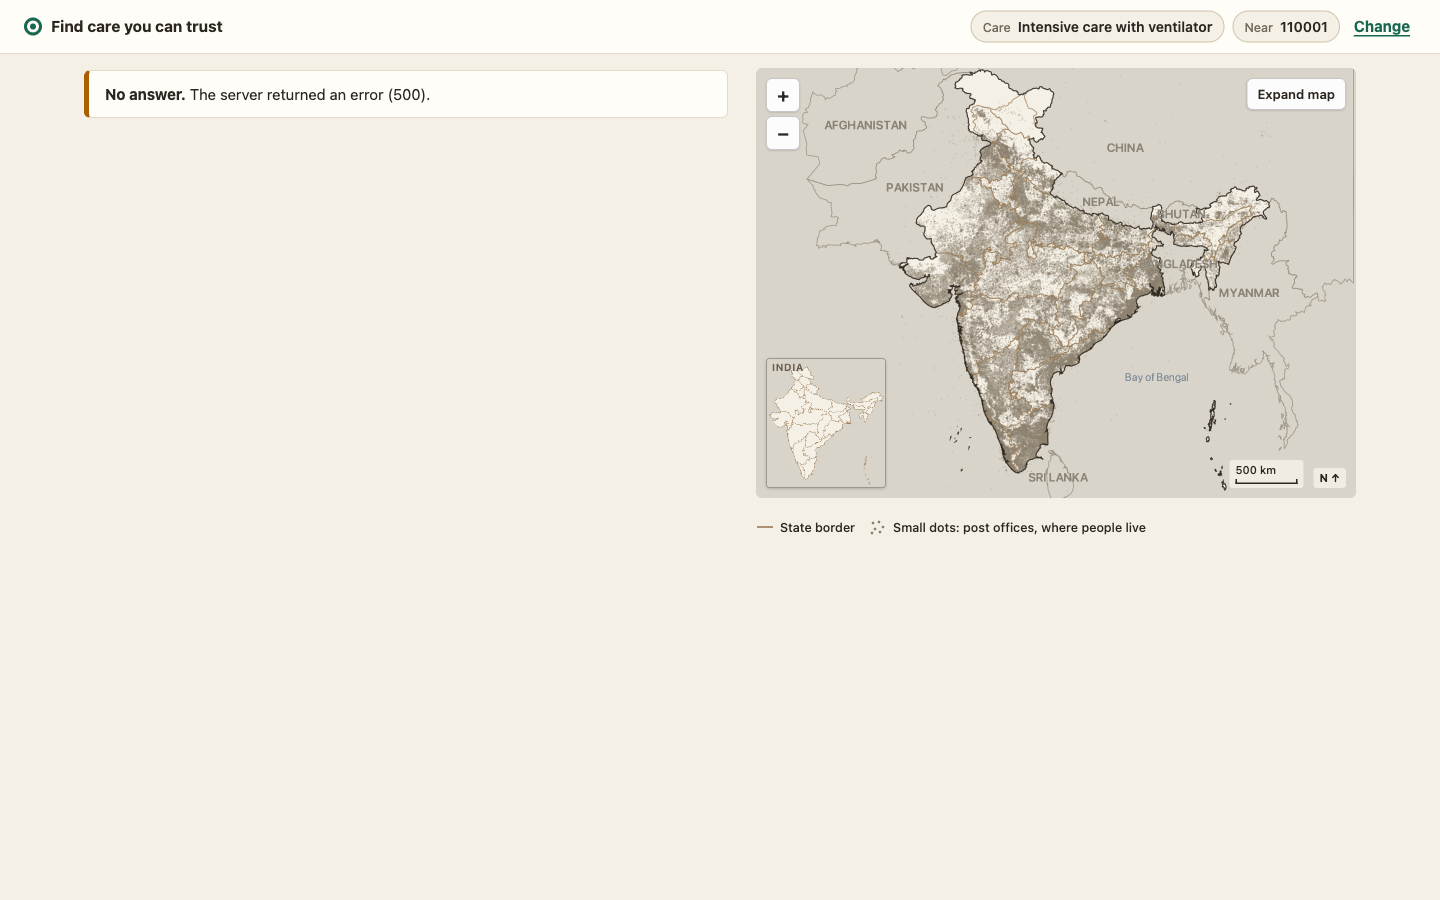 Find care you can trust
Care Intensive care with ventilator
Near 110001
Change
No answer. The server returned an error (500).
+
−
Expand map
AFGHANISTAN
CHINA
PAKISTAN
NEPAL
BHUTAN
MYANMAR
INDIA
Bay of Bengal
SRI LANKA
500 km
N ↑
State border
Small dots: post offices, where people live